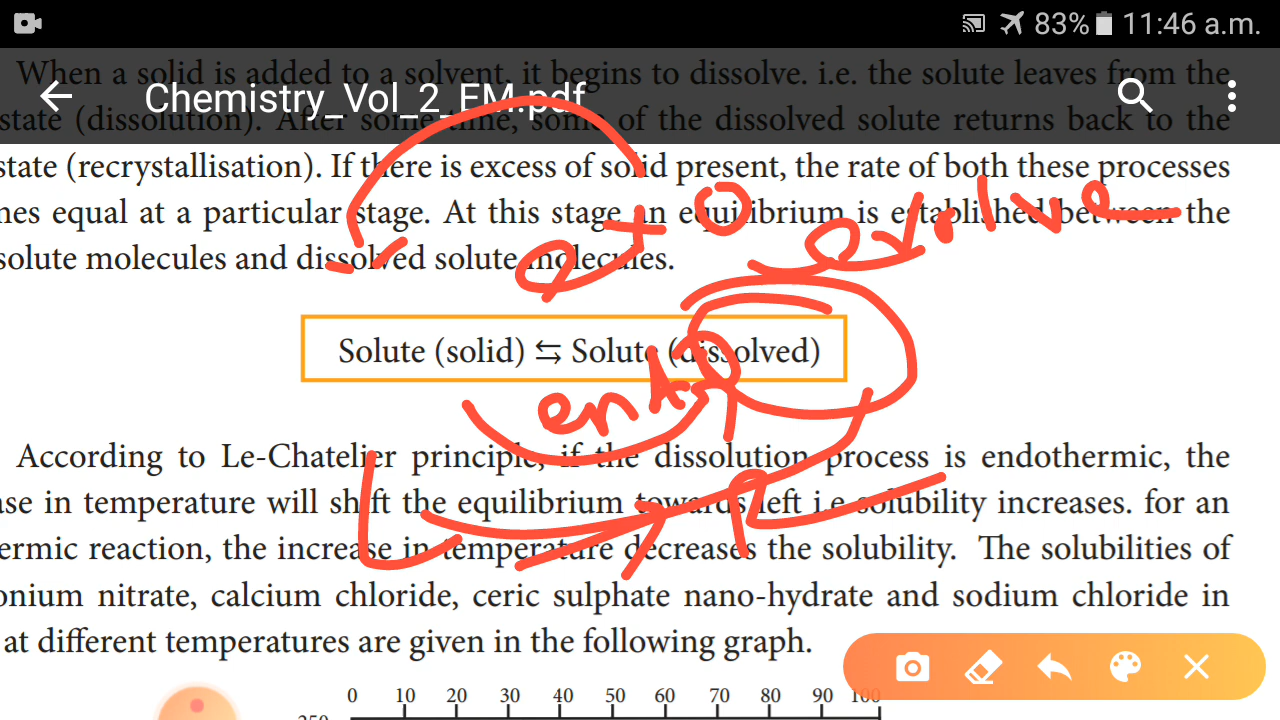 83% 11:46 a.m.
When a solid is added to a solvent, it begins to dissolve. i.e. the solute leaves from the
Chemistry_Vol_2_EM.pdf
state (dissolution). After some time, some of the dissolved solute returns back to the
state (recrystallisation). If there is excess of solid present, the rate of both these processes
mes equal at a particular stage. At this stage an equilibrium is established between the
solute molecules and dissolved solute molecules.
exo
evolve
Solute (solid) ⇆ Solute (dissolved)
According to Le-Chatelier principle, if the dissolution process is endothermic, the
ase in temperature will shift the equilibrium towards left i.e solubility increases. for an
ermic reaction, the increase in temperature decreases the solubility. The solubilities of
onium nitrate, calcium chloride, ceric sulphate nano-hydrate and sodium chloride in
at different temperatures are given in the following graph.
0 10 20 30 40 50 60 70 80 90 100